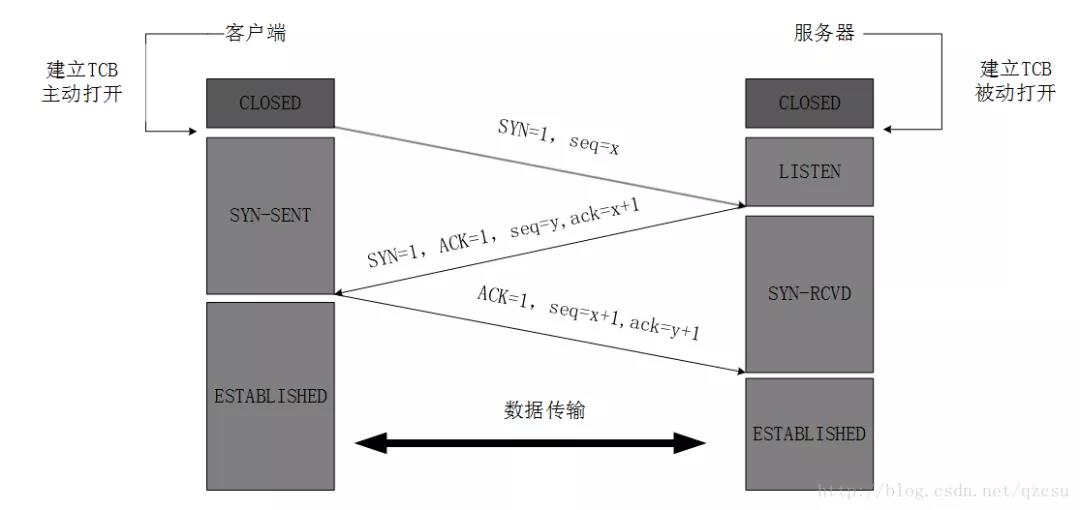 客户端
服务器
建立TCB
主动打开
建立TCB
被动打开
CLOSED
CLOSED
SYN=1, seq=x
LISTEN
SYN-SENT
SYN=1, ACK=1, seq=y,ack=x+1
ACK=1, seq=x+1,ack=y+1
SYN-RCVD
ESTABLISHED
数据传输
ESTABLISHED
http://blog.csdn.net/qzcsu